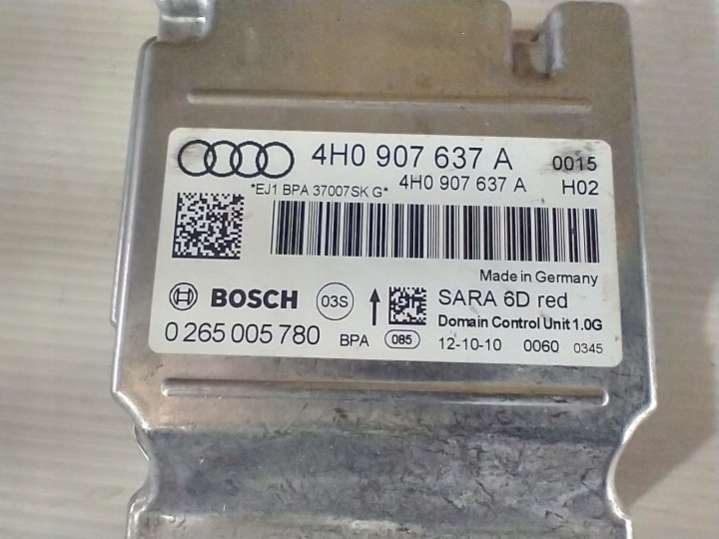 4H0 907 637 A 0015
*EJ1 BPA 37007SK G* 4H0 907 637 A H02
Made in Germany
BOSCH 03S SARA 6D red
Domain Control Unit 1.0G
0 265 005 780 BPA 085 12-10-10 0060 0345